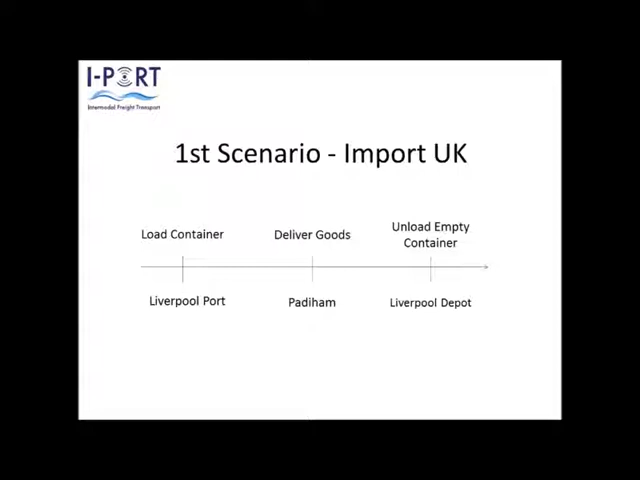 I-PORT
Intermodal Freight Transport
1st Scenario - Import UK
Load Container
Deliver Goods
Unload Empty
Container
Liverpool Port
Padiham
Liverpool Depot